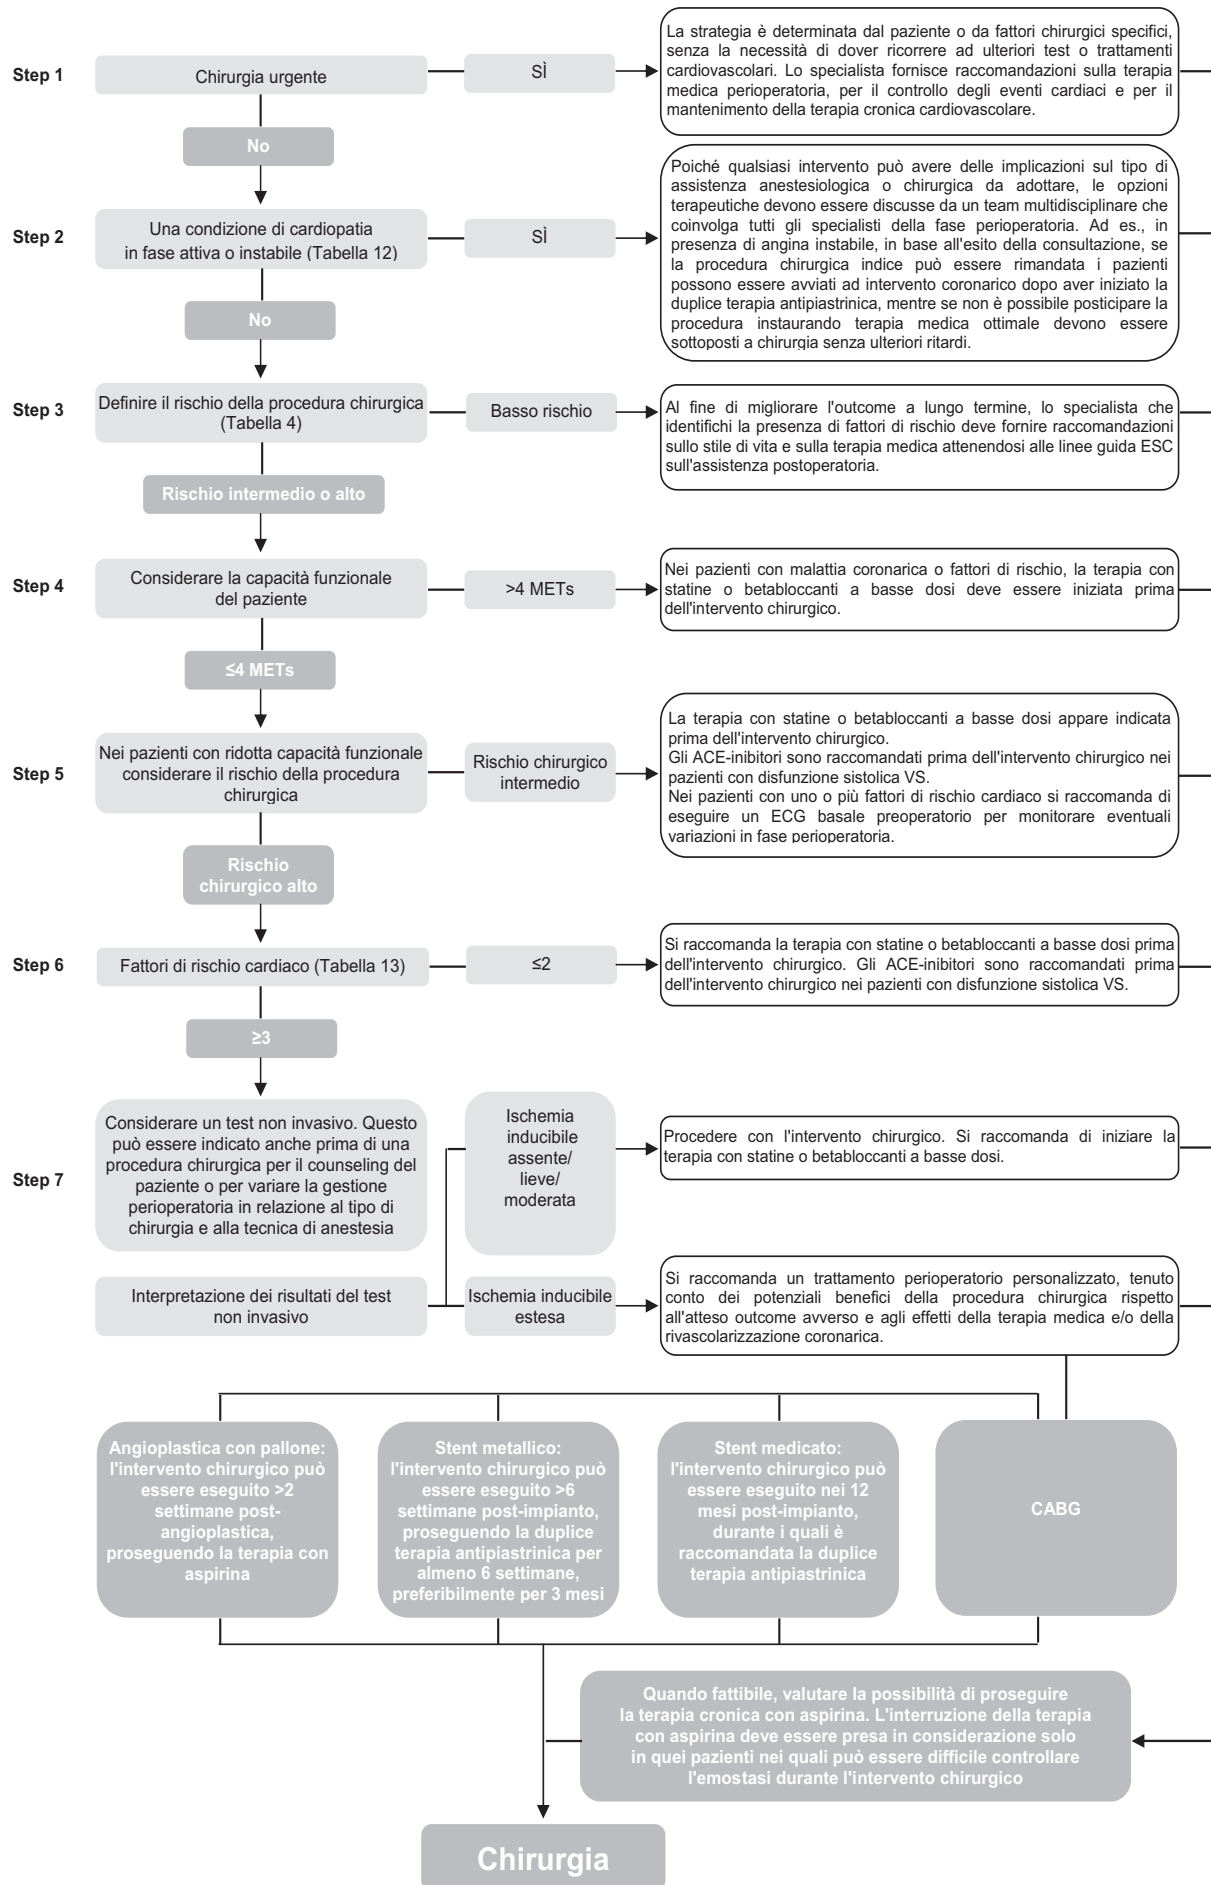 Step 1
Chirurgia urgente
SÌ
La strategia è determinata dal paziente o da fattori chirurgici specifici,
senza la necessità di dover ricorrere ad ulteriori test o trattamenti
cardiovascolari. Lo specialista fornisce raccomandazioni sulla terapia
medica perioperatoria, per il controllo degli eventi cardiaci e per il
mantenimento della terapia cronica cardiovascolare.
No
Step 2
Una condizione di cardiopatia
in fase attiva o instabile (Tabella 12)
SÌ
Poiché qualsiasi intervento può avere delle implicazioni sul tipo di
assistenza anestesiologica o chirurgica da adottare, le opzioni
terapeutiche devono essere discusse da un team multidisciplinare che
coinvolga tutti gli specialisti della fase perioperatoria. Ad es., in
presenza di angina instabile, in base all'esito della consultazione, se
la procedura chirurgica indice può essere rimandata i pazienti
possono essere avviati ad intervento coronarico dopo aver iniziato la
duplice terapia antipiastrinica, mentre se non è possibile posticipare la
procedura instaurando terapia medica ottimale devono essere
sottoposti a chirurgia senza ulteriori ritardi.
No
Step 3
Definire il rischio della procedura chirurgica
(Tabella 4)
Basso rischio
Al fine di migliorare l'outcome a lungo termine, lo specialista che
identifichi la presenza di fattori di rischio deve fornire raccomandazioni
sullo stile di vita e sulla terapia medica attenendosi alle linee guida ESC
sull'assistenza postoperatoria.
Rischio intermedio o alto
Step 4
Considerare la capacità funzionale
del paziente
>4 METs
Nei pazienti con malattia coronarica o fattori di rischio, la terapia con
statine o betabloccanti a basse dosi deve essere iniziata prima
dell'intervento chirurgico.
≤4 METs
Step 5
Nei pazienti con ridotta capacità funzionale
considerare il rischio della procedura
chirurgica
Rischio chirurgico
intermedio
La terapia con statine o betabloccanti a basse dosi appare indicata
prima dell'intervento chirurgico.
Gli ACE-inibitori sono raccomandati prima dell'intervento chirurgico nei
pazienti con disfunzione sistolica VS.
Nei pazienti con uno o più fattori di rischio cardiaco si raccomanda di
eseguire un ECG basale preoperatorio per monitorare eventuali
variazioni in fase perioperatoria.
Rischio
chirurgico alto
Step 6
Fattori di rischio cardiaco (Tabella 13)
≤2
Si raccomanda la terapia con statine o betabloccanti a basse dosi prima
dell'intervento chirurgico. Gli ACE-inibitori sono raccomandati prima
dell'intervento chirurgico nei pazienti con disfunzione sistolica VS.
≥3
Step 7
Considerare un test non invasivo. Questo
può essere indicato anche prima di una
procedura chirurgica per il counseling del
paziente o per variare la gestione
perioperatoria in relazione al tipo di
chirurgia e alla tecnica di anestesia
Ischemia
inducibile
assente/
lieve/
moderata
Procedere con l'intervento chirurgico. Si raccomanda di iniziare la
terapia con statine o betabloccanti a basse dosi.
Interpretazione dei risultati del test
non invasivo
Ischemia inducibile
estesa
Si raccomanda un trattamento perioperatorio personalizzato, tenuto
conto dei potenziali benefici della procedura chirurgica rispetto
all'atteso outcome avverso e agli effetti della terapia medica e/o della
rivascolarizzazione coronarica.
Angioplastica con pallone:
l'intervento chirurgico può
essere eseguito >2
settimane post-
angioplastica,
proseguendo la terapia con
aspirina
Stent metallico:
l'intervento chirurgico può
essere eseguito >6
settimane post-impianto,
proseguendo la duplice
terapia antipiastrinica per
almeno 6 settimane,
preferibilmente per 3 mesi
Stent medicato:
l'intervento chirurgico può
essere eseguito nei 12
mesi post-impianto,
durante i quali è
raccomandata la duplice
terapia antipiastrinica
CABG
Quando fattibile, valutare la possibilità di proseguire
la terapia cronica con aspirina. L'interruzione della terapia
con aspirina deve essere presa in considerazione solo
in quei pazienti nei quali può essere difficile controllare
l'emostasi durante l'intervento chirurgico
Chirurgia